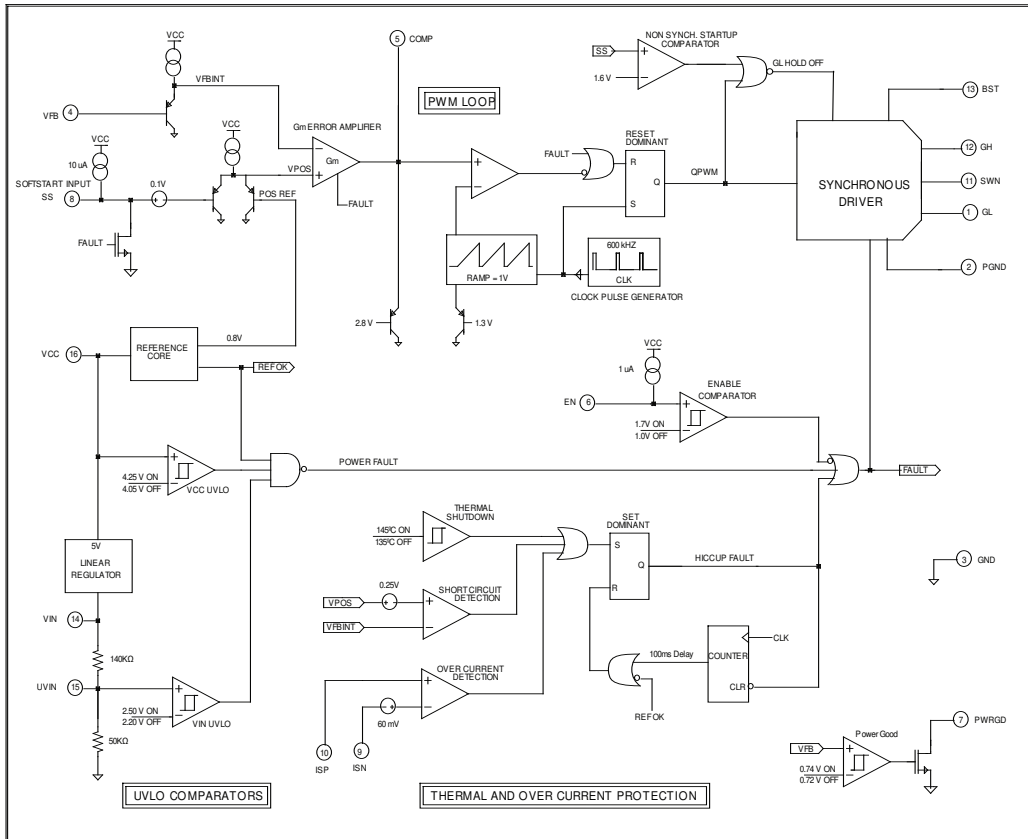 VCC
VFBINT
VFB
4
5
COMP
PWM LOOP
NON SYNCH. STARTUP
COMPARATOR
SS
1.6 V
GL HOLD OFF
13
BST
12
GH
11
SWN
1
GL
2
PGND
SYNCHRONOUS
DRIVER
VCC
10 uA
SOFTSTART INPUT
SS
8
0.1V
FAULT
VCC
Gm ERROR AMPLIFIER
Gm
VPOS
POS REF
FAULT
FAULT
RESET
DOMINANT
R
Q
S
QPWM
RAMP = 1V
600 kHZ
CLK
CLOCK PULSE GENERATOR
2.8 V
1.3 V
VCC
16
REFERENCE
CORE
0.8V
REFOK
VCC
1 uA
EN
6
ENABLE
COMPARATOR
1.7V ON
1.0V OFF
4.25 V ON
4.05 V OFF
VCC UVLO
POWER FAULT
FAULT
5V
LINEAR
REGULATOR
VIN
14
140KΩ
UVIN
15
50KΩ
2.50 V ON
2.20 V OFF
VIN UVLO
THERMAL
SHUTDOWN
145ºC ON
135ºC OFF
0.25V
VPOS
VFBINT
SHORT CIRCUIT
DETECTION
OVER CURRENT
DETECTION
60 mV
10
ISP
9
ISN
SET
DOMINANT
S
Q
R
HICCUP FAULT
3
GND
100ms Delay
COUNTER
CLK
CLR
REFOK
7
PWRGD
Power Good
VFB
0.74 V ON
0.72 V OFF
UVLO COMPARATORS
THERMAL AND OVER CURRENT PROTECTION